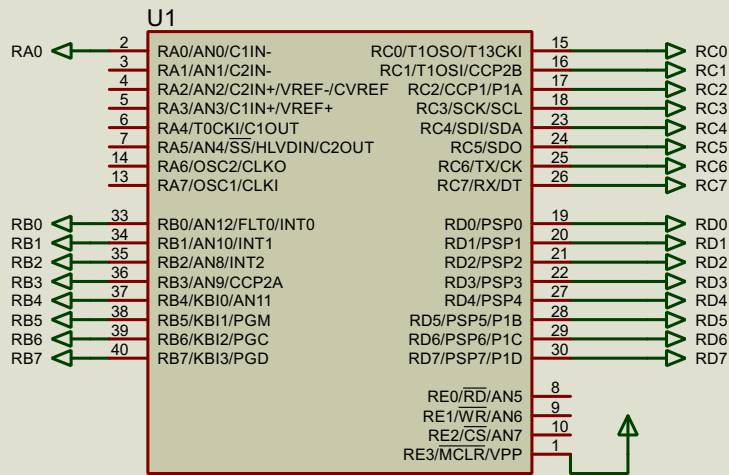 U1
RA0 2 RA0/AN0/C1IN- RC0/T1OSO/T13CKI 15 RC0
3 RA1/AN1/C2IN- RC1/T1OSI/CCP2B 16 RC1
4 RA2/AN2/C2IN+/VREF-/CVREF RC2/CCP1/P1A 17 RC2
5 RA3/AN3/C1IN+/VREF+ RC3/SCK/SCL 18 RC3
6 RA4/T0CKI/C1OUT RC4/SDI/SDA 23 RC4
7 RA5/AN4/SS/HLVDIN/C2OUT RC5/SDO 24 RC5
14 RA6/OSC2/CLKO RC6/TX/CK 25 RC6
13 RA7/OSC1/CLKI RC7/RX/DT 26 RC7
RB0 33 RB0/AN12/FLT0/INT0 RD0/PSP0 19 RD0
RB1 34 RB1/AN10/INT1 RD1/PSP1 20 RD1
RB2 35 RB2/AN8/INT2 RD2/PSP2 21 RD2
RB3 36 RB3/AN9/CCP2A RD3/PSP3 22 RD3
RB4 37 RB4/KBI0/AN11 RD4/PSP4 27 RD4
RB5 38 RB5/KBI1/PGM RD5/PSP5/P1B 28 RD5
RB6 39 RB6/KBI2/PGC RD6/PSP6/P1C 29 RD6
RB7 40 RB7/KBI3/PGD RD7/PSP7/P1D 30 RD7
RE0/RD/AN5 8
RE1/WR/AN6 9
RE2/CS/AN7 10
RE3/MCLR/VPP 1